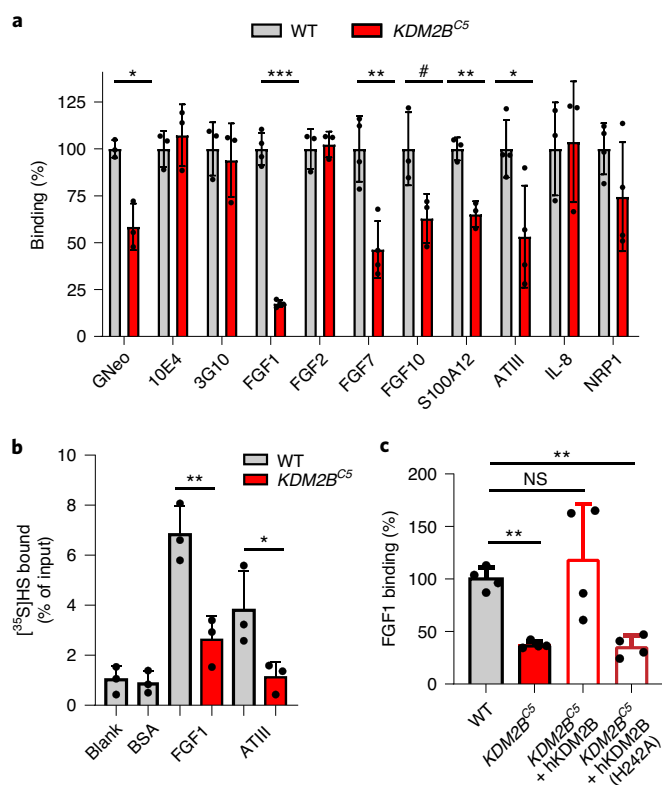 a
WT KDM2B^C5
* *** ** # ** *
Binding (%)
125
100
75
50
25
0
GNeo 10E4 3G10 FGF1 FGF2 FGF7 FGF10 S100A12 ATIII IL-8 NRP1
b
WT
KDM2B^C5
[³⁵S]HS bound
(% of input)
10
8
6
4
2
0
** *
Blank BSA FGF1 ATIII
c
FGF1 binding (%)
200
150
100
50
0
**
NS
**
WT
KDM2B^C5
KDM2B^C5
+ hKDM2B
KDM2B^C5
+ hKDM2B
(H242A)